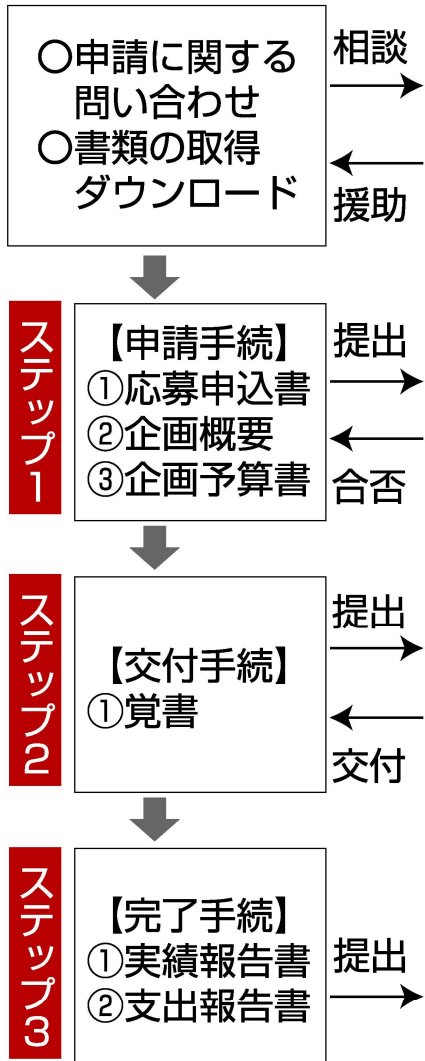 ○申請に関する
問い合わせ
○書類の取得
ダウンロード
相談
援助
ステップ1
【申請手続】
①応募申込書
②企画概要
③企画予算書
提出
合否
ステップ2
【交付手続】
①覚書
提出
交付
ステップ3
【完了手続】
①実績報告書
②支出報告書
提出